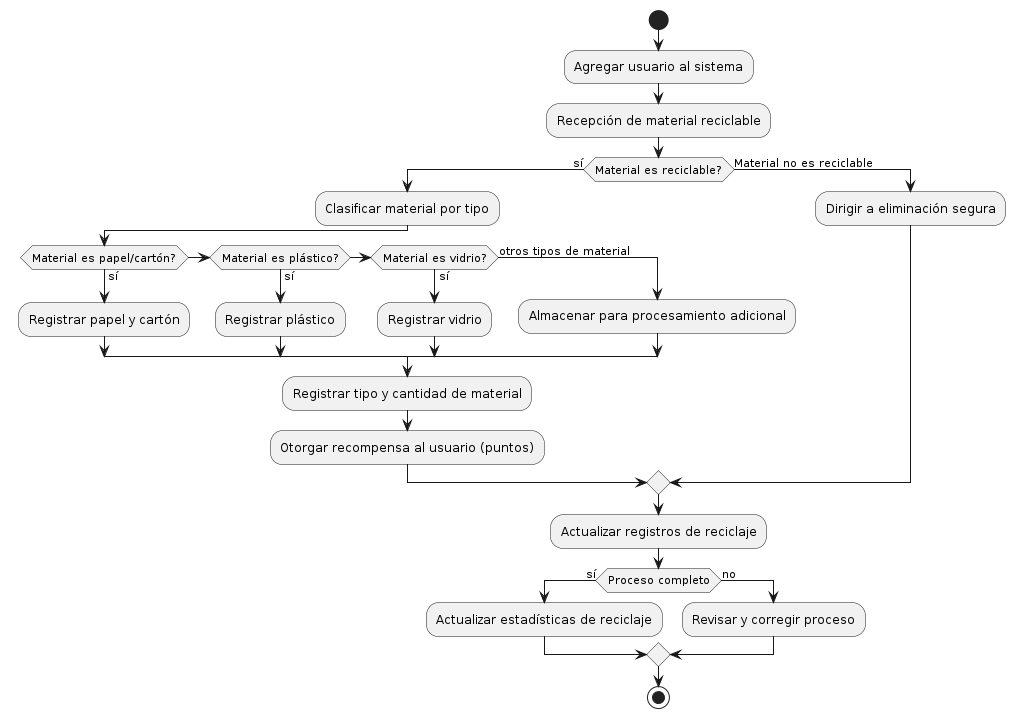 Agregar usuario al sistema
Recepción de material reciclable
sí
Material es reciclable?
Material no es reciclable
Clasificar material por tipo
Dirigir a eliminación segura
Material es papel/cartón?
Material es plástico?
Material es vidrio?
otros tipos de material
sí
sí
sí
Registrar papel y cartón
Registrar plástico
Registrar vidrio
Almacenar para procesamiento adicional
Registrar tipo y cantidad de material
Otorgar recompensa al usuario (puntos)
Actualizar registros de reciclaje
sí
Proceso completo
no
Actualizar estadísticas de reciclaje
Revisar y corregir proceso